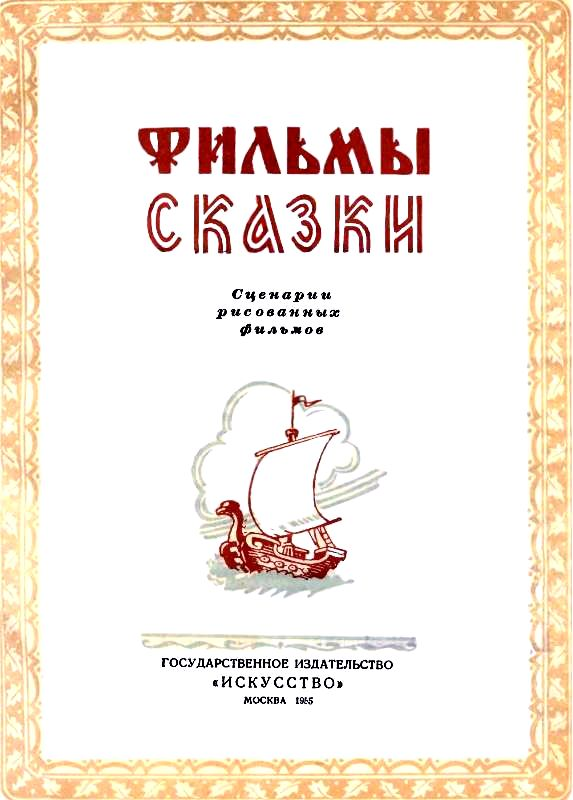 ФИЛЬМЫ
СКАЗКИ
Сценарии
рисованных
фильмов
ГОСУДАРСТВЕННОЕ ИЗДАТЕЛЬСТВО
«ИСКУССТВО»
МОСКВА 1955